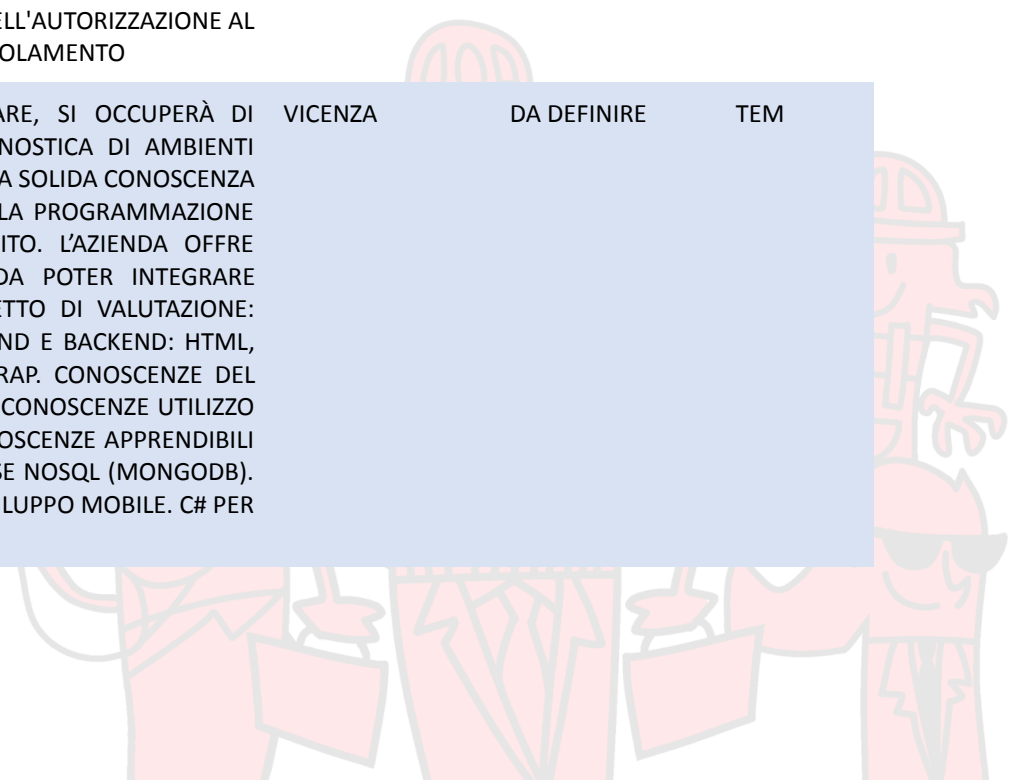 ELL'AUTORIZZAZIONE AL
OLAMENTO
ARE, SI OCCUPERÀ DI VICENZA DA DEFINIRE TEM
NOSTICA DI AMBIENTI
A SOLIDA CONOSCENZA
LA PROGRAMMAZIONE
ITO. L'AZIENDA OFFRE
DA POTER INTEGRARE
ETTO DI VALUTAZIONE:
ND E BACKEND: HTML,
RAP. CONOSCENZE DEL
CONOSCENZE UTILIZZO
OSCENZE APPRENDIBILI
SE NOSQL (MONGODB).
ILUPPO MOBILE. C# PER